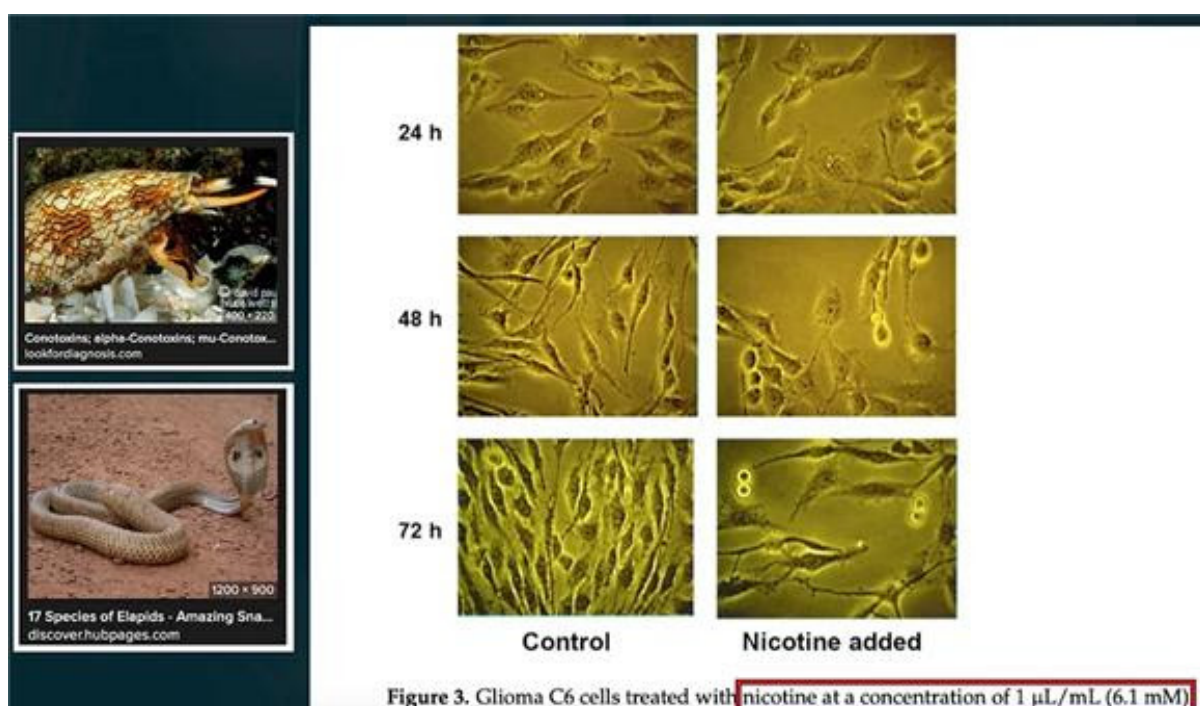 24 h
48 h
72 h
Control
Nicotine added
Figure 3. Glioma C6 cells treated with nicotine at a concentration of 1 μL/mL (6.1 mM)
400 × 220
Conotoxins; alpha-Conotoxins; mu-Conotox...
lookfordiagnosis.com
1200 × 900
17 Species of Elapids - Amazing Sna...
discover.hubpages.com